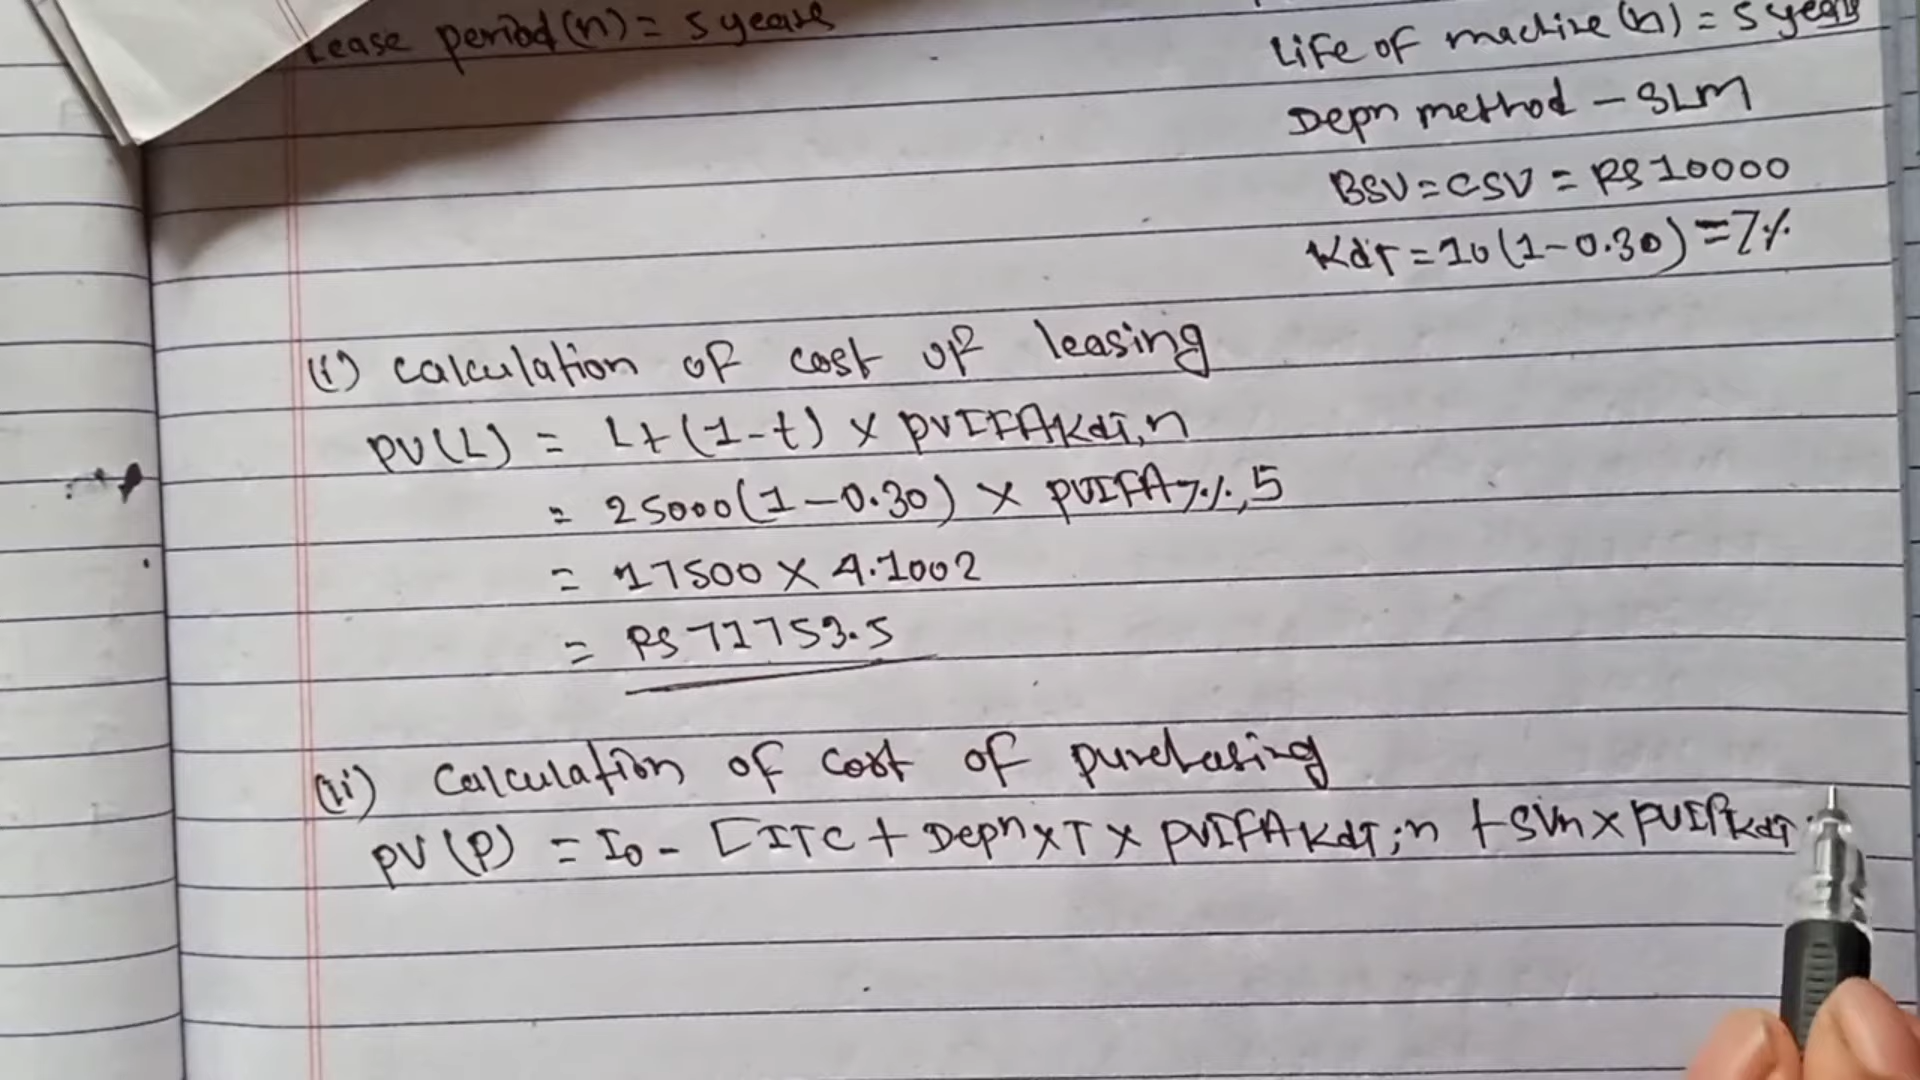 Lease period(n) = 5 years
Life of machine (n) = 5 years
Depn method - SLM
BSV = CSV = RS 10000
KdT = 10(1-0.30) = 7%
(i) calculation of cost of leasing
PV(L) = Lt(1-t) x PVIFAKdT,n
= 25000(1-0.30) x PVIFA7%,5
= 17500 x 4.1002
= RS 71753.5
(ii) Calculation of Cost of purchasing
PV(P) = I0 - [ITC + Depn x T x PVIFAKdT;n + SVn x PVIFKdT